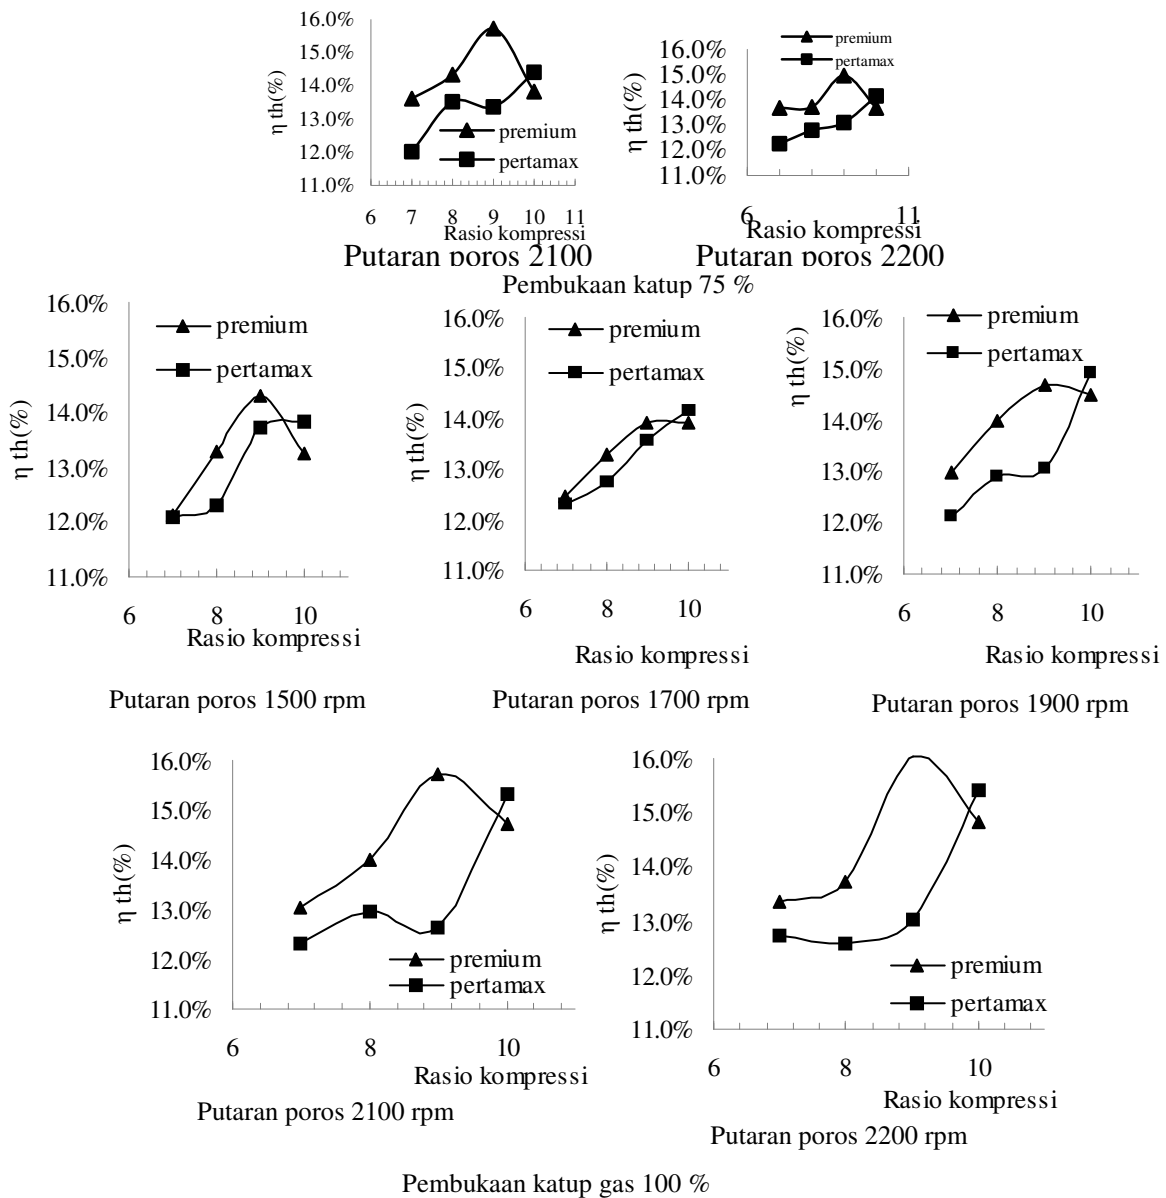 16.0%
15.0%
14.0%
13.0%
12.0%
11.0%
η th(%)
premium
pertamax
6 7 8 9 10 11
Rasio kompressi
Putaran poros 2100
premium
pertamax
16.0%
15.0%
14.0%
13.0%
12.0%
11.0%
η th(%)
6 11
Rasio kompressi
Putaran poros 2200
Pembukaan katup 75 %
16.0%
15.0%
14.0%
13.0%
12.0%
11.0%
η th(%)
premium
pertamax
6 8 10
Rasio kompressi
Putaran poros 1500 rpm
16.0%
15.0%
14.0%
13.0%
12.0%
11.0%
η th(%)
premium
pertamax
6 8 10
Rasio kompressi
Putaran poros 1700 rpm
16.0%
15.0%
14.0%
13.0%
12.0%
11.0%
η th(%)
premium
pertamax
6 8 10
Rasio kompressi
Putaran poros 1900 rpm
16.0%
15.0%
14.0%
13.0%
12.0%
11.0%
η th(%)
premium
pertamax
6 8 10
Rasio kompressi
Putaran poros 2100 rpm
16.0%
15.0%
14.0%
13.0%
12.0%
11.0%
η th(%)
premium
pertamax
6 8 10
Rasio kompressi
Putaran poros 2200 rpm
Pembukaan katup gas 100 %